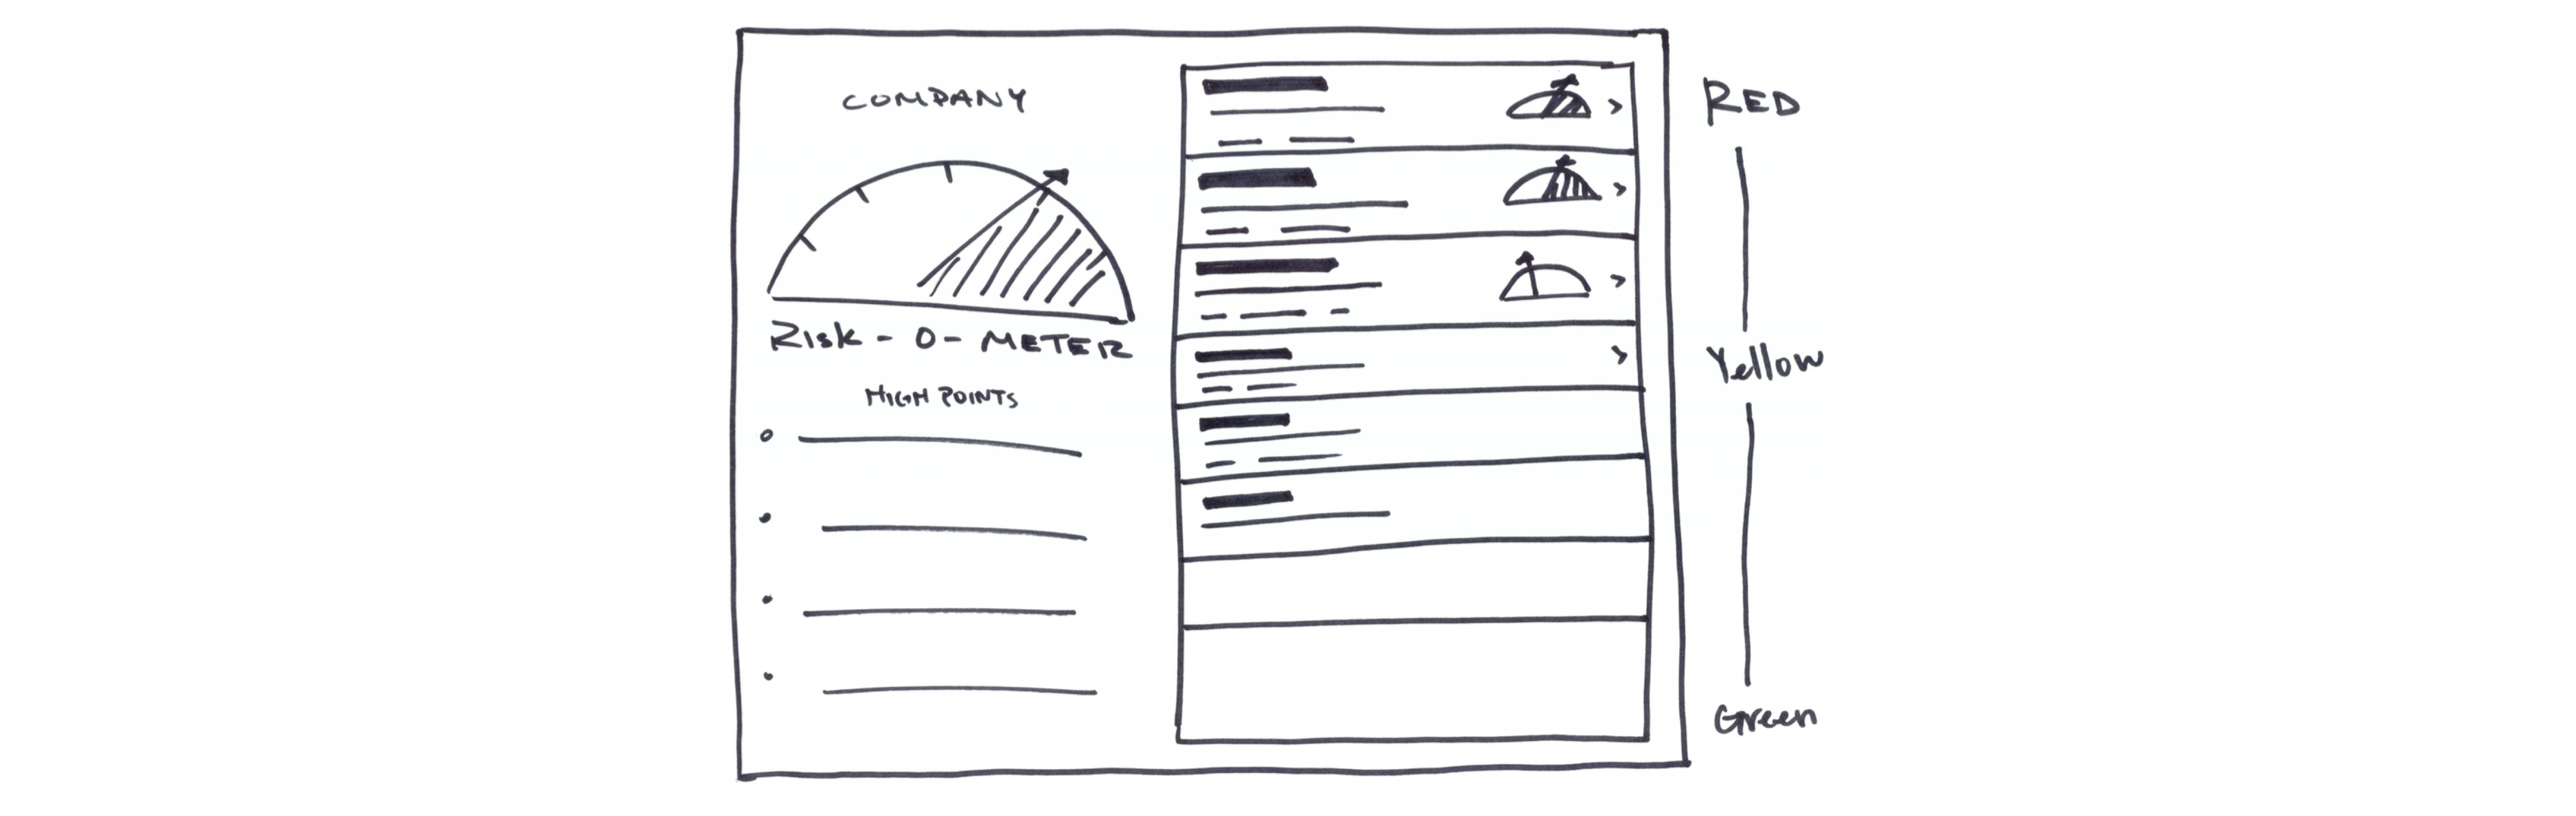 COMPANY
Risk-O-METER
HIGH POINTS
RED
Yellow
Green